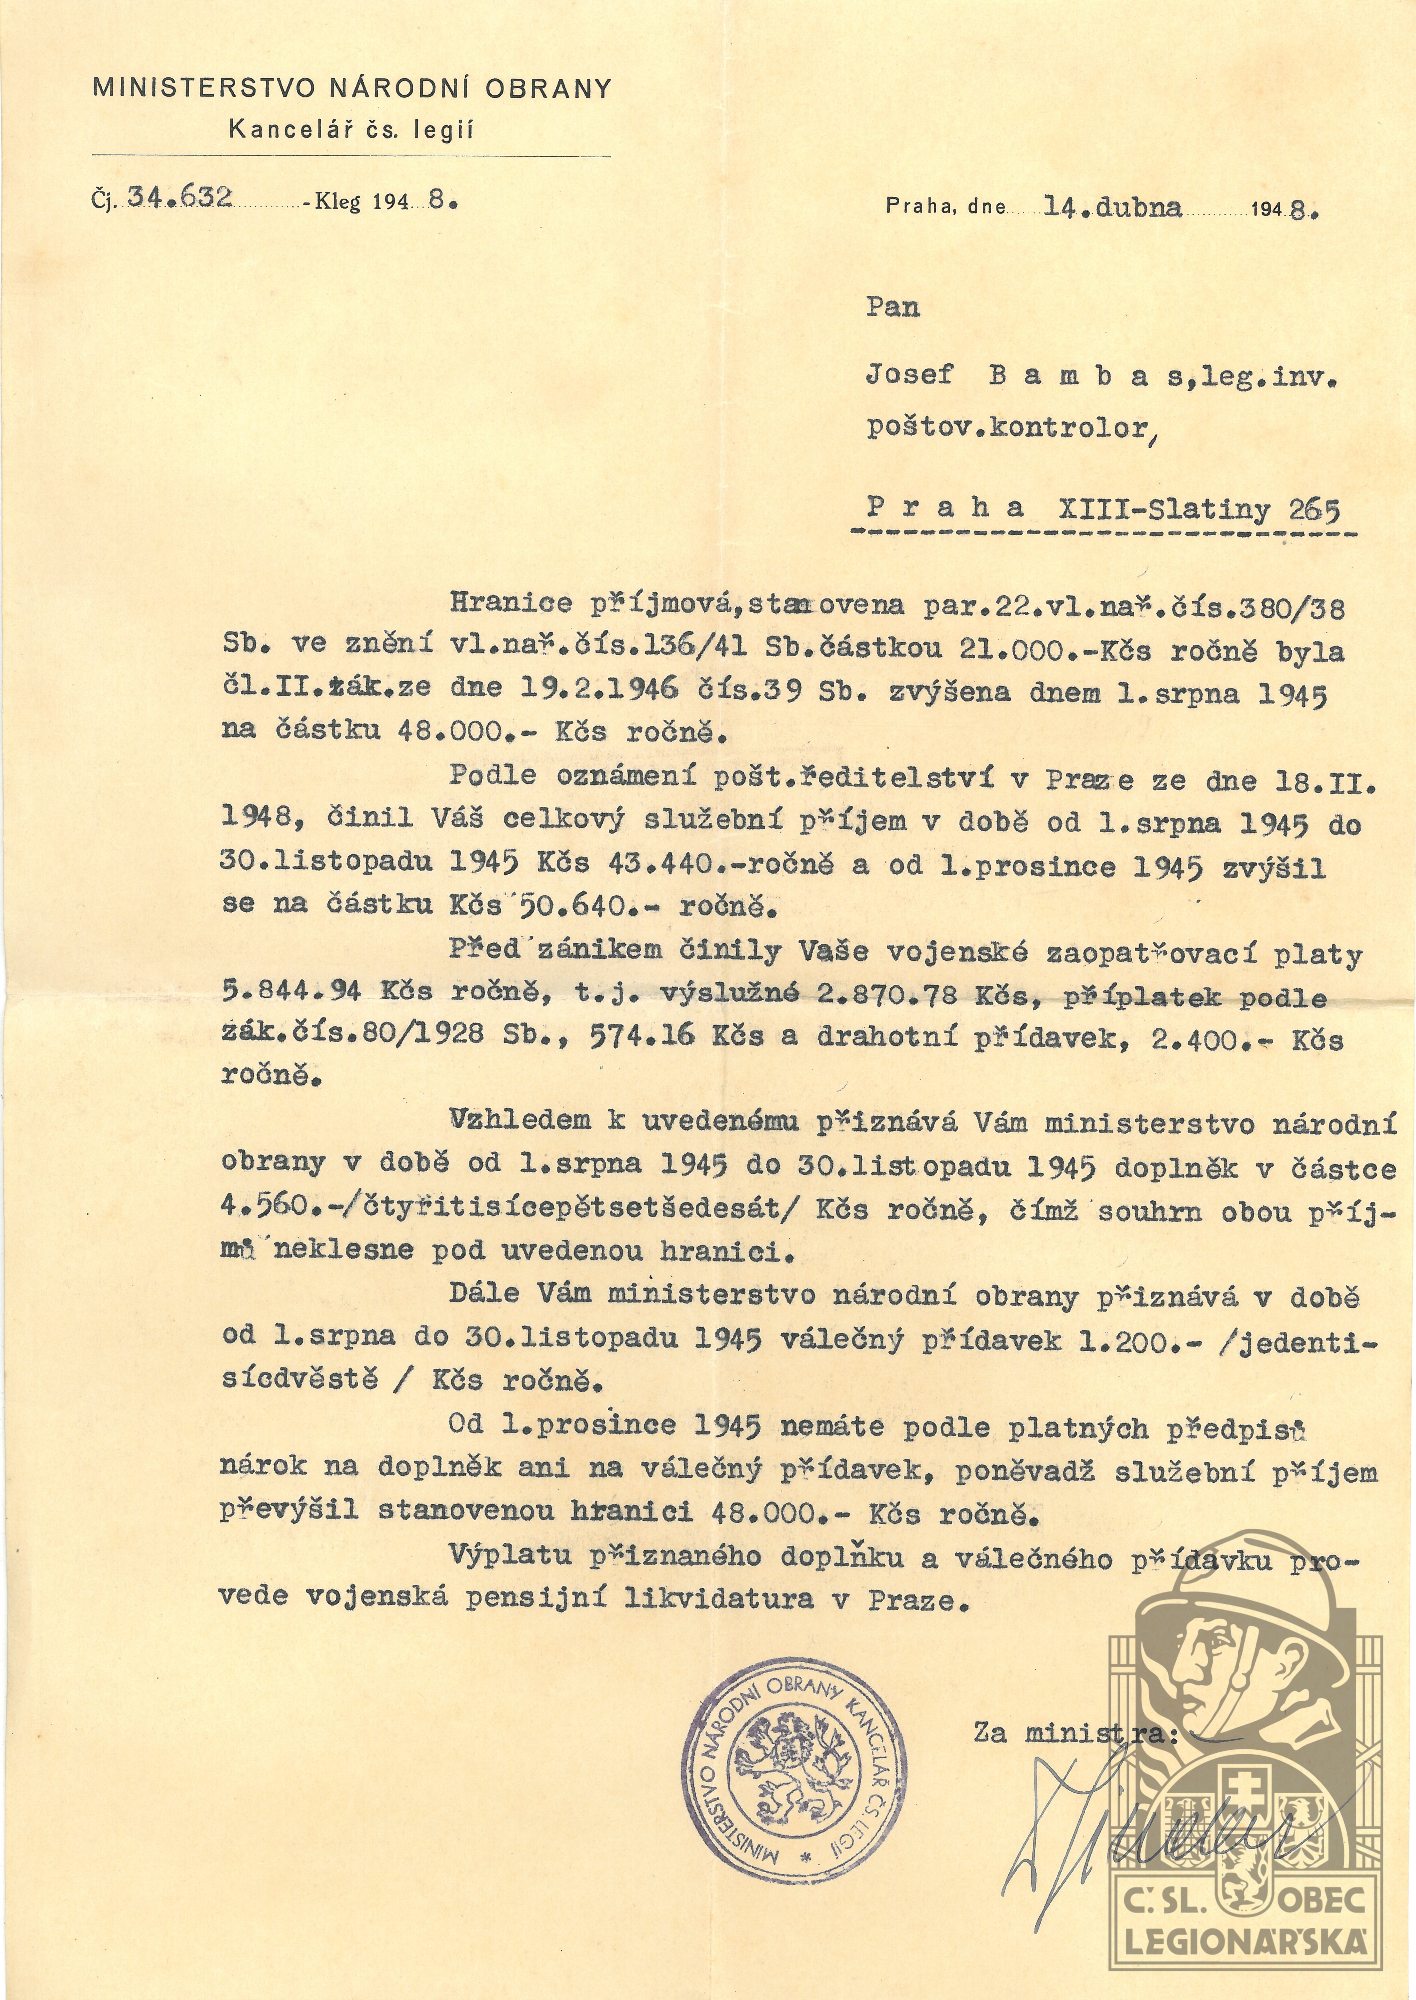 MINISTERSTVO NÁRODNÍ OBRANY
Kancelář čs. legií
Čj. 34.632 - Kleg 194 8.
Praha, dne 14.dubna 194 8.
Pan
Josef B a m b a s,leg.inv.
poštov.kontrolor,
P r a h a XIII-Slatiny 265
Hranice příjmová,stanovena par.22.vl.nař.čís.380/38
Sb. ve znění vl.nař.čís.136/41 Sb.částkou 21.000.-Kčs ročně byla
čl.II.zák.ze dne 19.2.1946 čís.39 Sb. zvýšena dnem 1.srpna 1945
na částku 48.000.- Kčs ročně.
Podle oznámení pošt.ředitelství v Praze ze dne 18.II.
1948, činil Váš celkový služební příjem v době od 1.srpna 1945 do
30.listopadu 1945 Kčs 43.440.-ročně a od 1.prosince 1945 zvýšil
se na částku Kčs 50.640.- ročně.
Před zánikem činily Vaše vojenské zaopatřovací platy
5.844.94 Kčs ročně, t.j. výslužné 2.870.78 Kčs, příplatek podle
zák.čís.80/1928 Sb., 574.16 Kčs a drahotní přídavek, 2.400.- Kčs
ročně.
Vzhledem k uvedenému přiznává Vám ministerstvo národní
obrany v době od 1.srpna 1945 do 30.listopadu 1945 doplněk v částce
4.560.-/čtyřitisícepětsetšedesát/ Kčs ročně, čímž souhrn obou příj-
mů neklesne pod uvedenou hranici.
Dále Vám ministerstvo národní obrany přiznává v době
od 1.srpna do 30.listopadu 1945 válečný přídavek 1.200.- /jedenti-
sícdvěstě / Kčs ročně.
Od 1.prosince 1945 nemáte podle platných předpisů
nárok na doplněk ani na válečný přídavek, poněvadž služební příjem
převýšil stanovenou hranici 48.000.- Kčs ročně.
Výplatu přiznaného doplňku a válečného přídavku pro-
vede vojenská pensijní likvidatura v Praze.
MINISTERSTVO NÁRODNÍ OBRANY KANCELÁŘ ČS. LEGIÍ *
Za ministra:
Č. SL. OBEC
LEGIONÁŘSKÁ